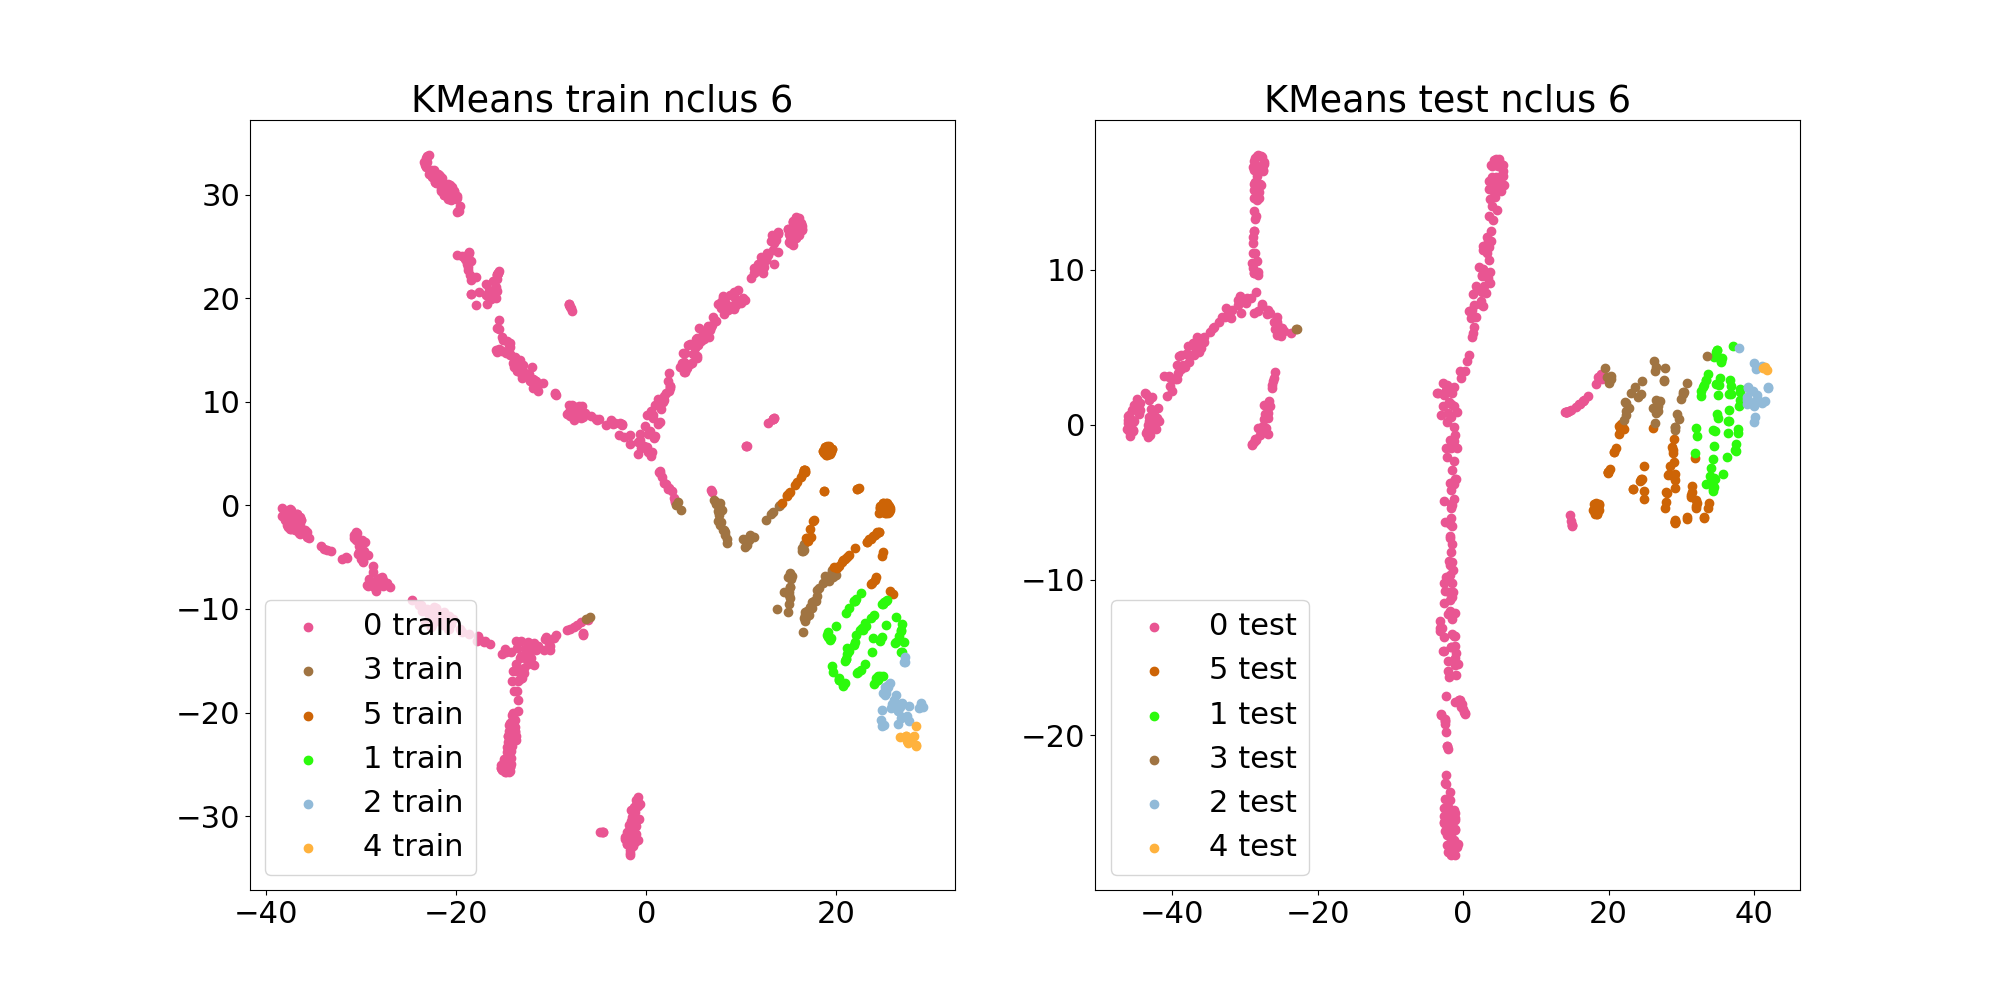 KMeans train nclus 6
30
20
10
0
−10
−20
−30
−40
−20
0
20
0 train
3 train
5 train
1 train
2 train
4 train
KMeans test nclus 6
10
0
−10
−20
−40
−20
0
20
40
0 test
5 test
1 test
3 test
2 test
4 test